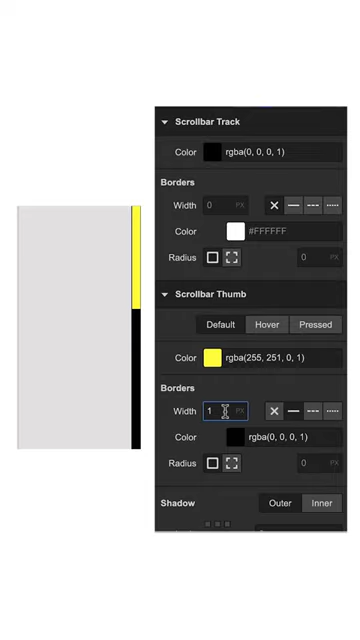 Scrollbar Track
Color rgba(0, 0, 0, 1)
Borders
Width 0 PX
Color #FFFFFF
Radius 0 PX
Scrollbar Thumb
Default Hover Pressed
Color rgba(255, 251, 0, 1)
Borders
Width 1 PX
Color rgba(0, 0, 0, 1)
Radius 0 PX
Shadow Outer Inner